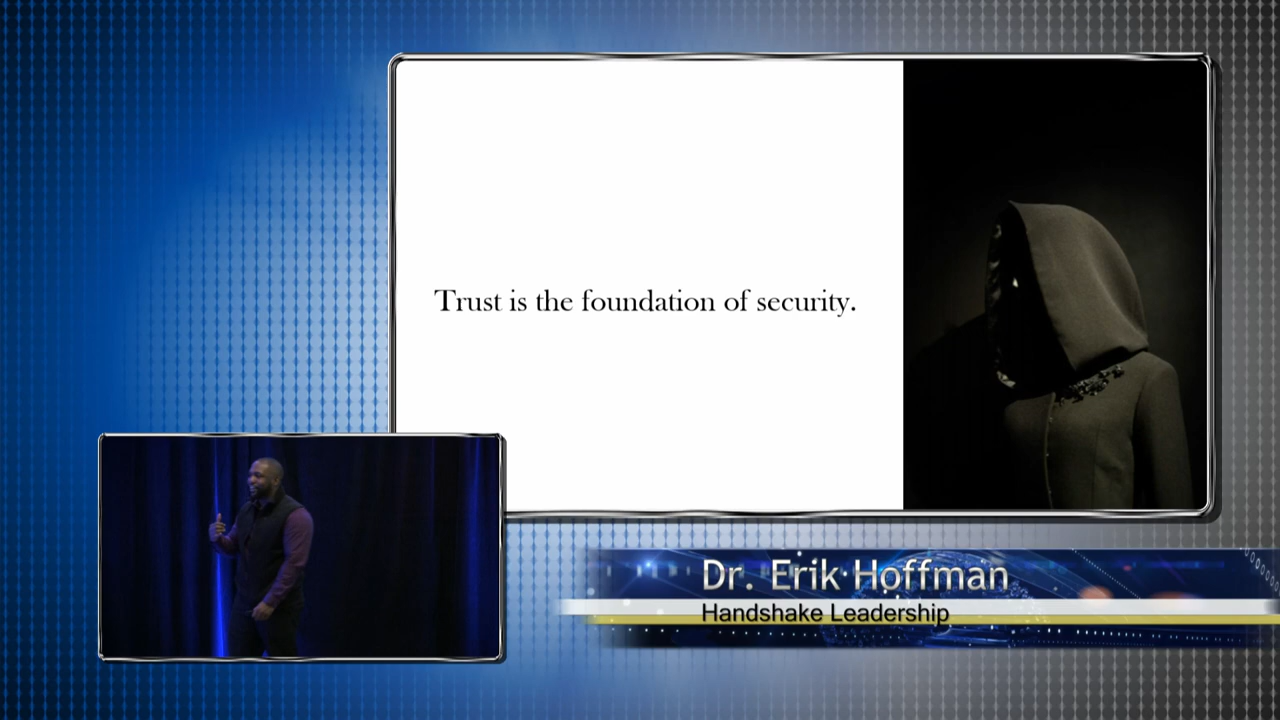 Trust is the foundation of security.
Dr. Erik Hoffman
Handshake Leadership